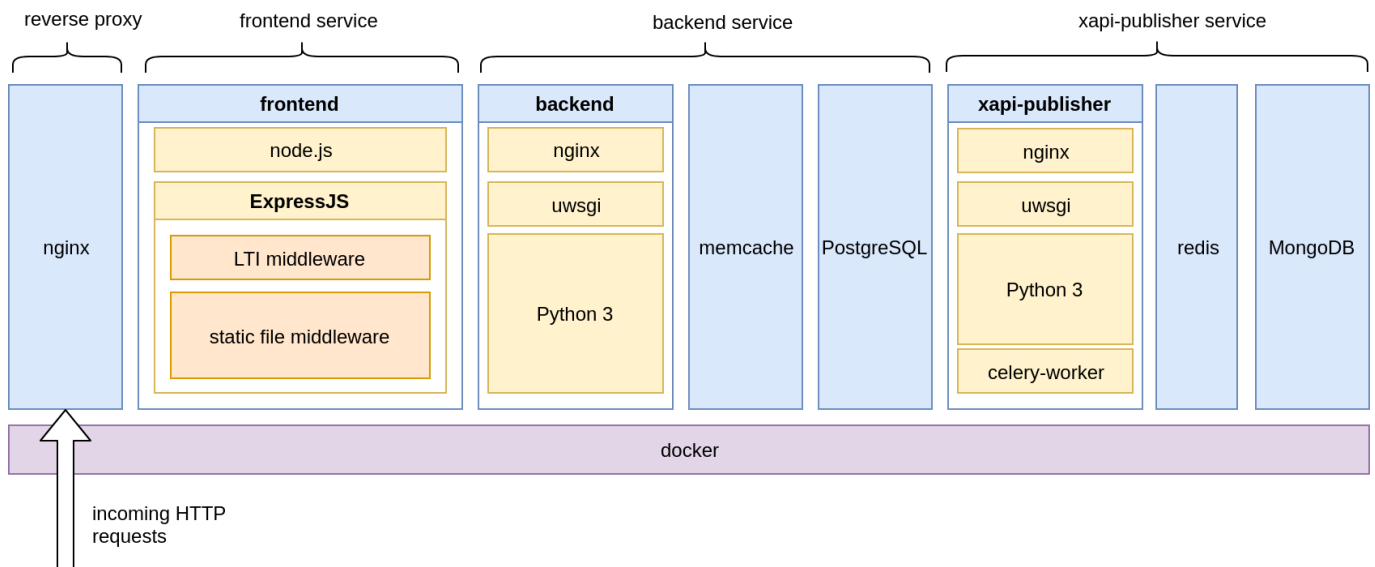 reverse proxy
frontend service
backend service
xapi-publisher service
nginx
frontend
node.js
ExpressJS
LTI middleware
static file middleware
backend
nginx
uwsgi
Python 3
memcache
PostgreSQL
xapi-publisher
nginx
uwsgi
Python 3
celery-worker
redis
MongoDB
docker
incoming HTTP
requests